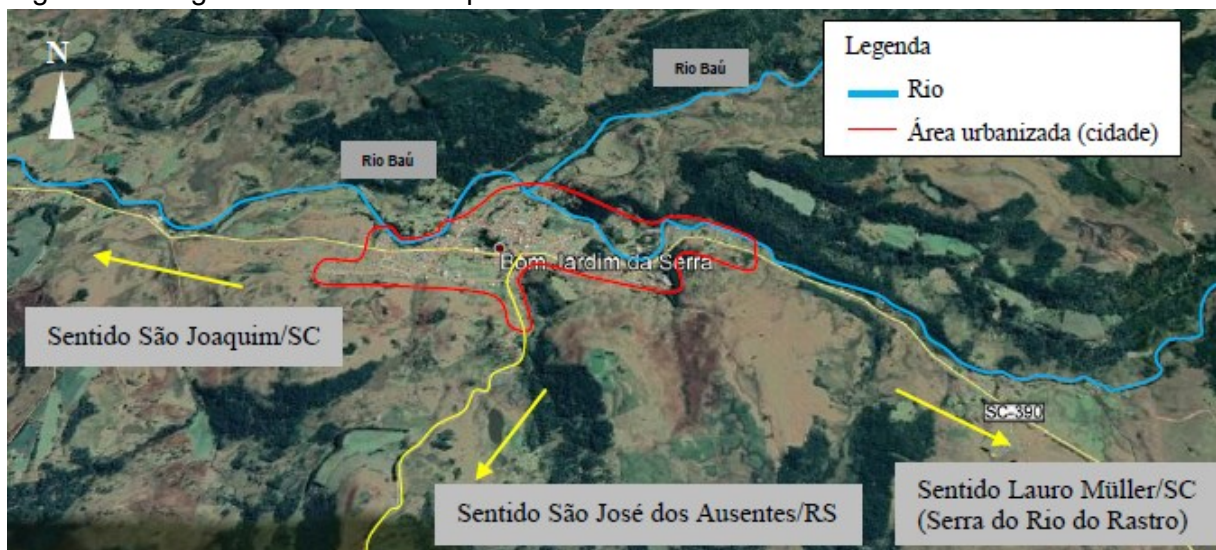 N
Rio Baú
Legenda
Rio
Área urbanizada (cidade)
Rio Baú
Bom Jardim da Serra
Sentido São Joaquim/SC
SC-390
Sentido São José dos Ausentes/RS
Sentido Lauro Müller/SC
(Serra do Rio do Rastro)